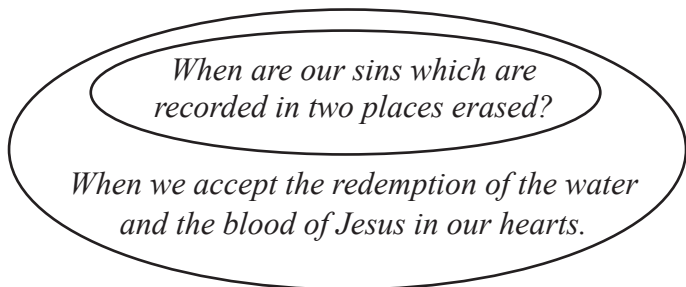 When are our sins which are
recorded in two places erased?
When we accept the redemption of the water
and the blood of Jesus in our hearts.